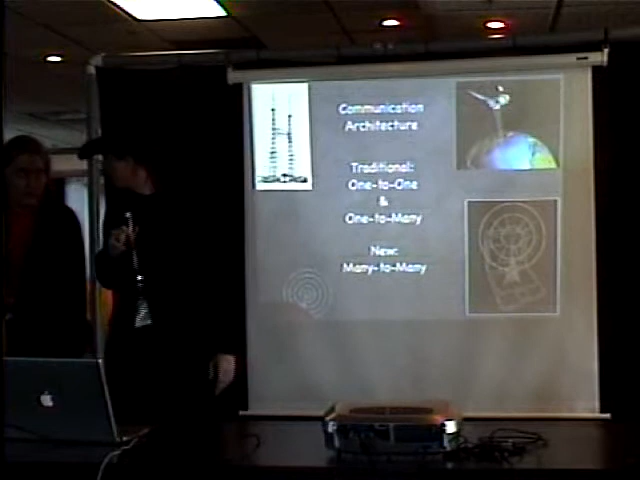 Communication
Architecture
Traditional:
One-to-One
&
One-to-Many
New:
Many-to-Many